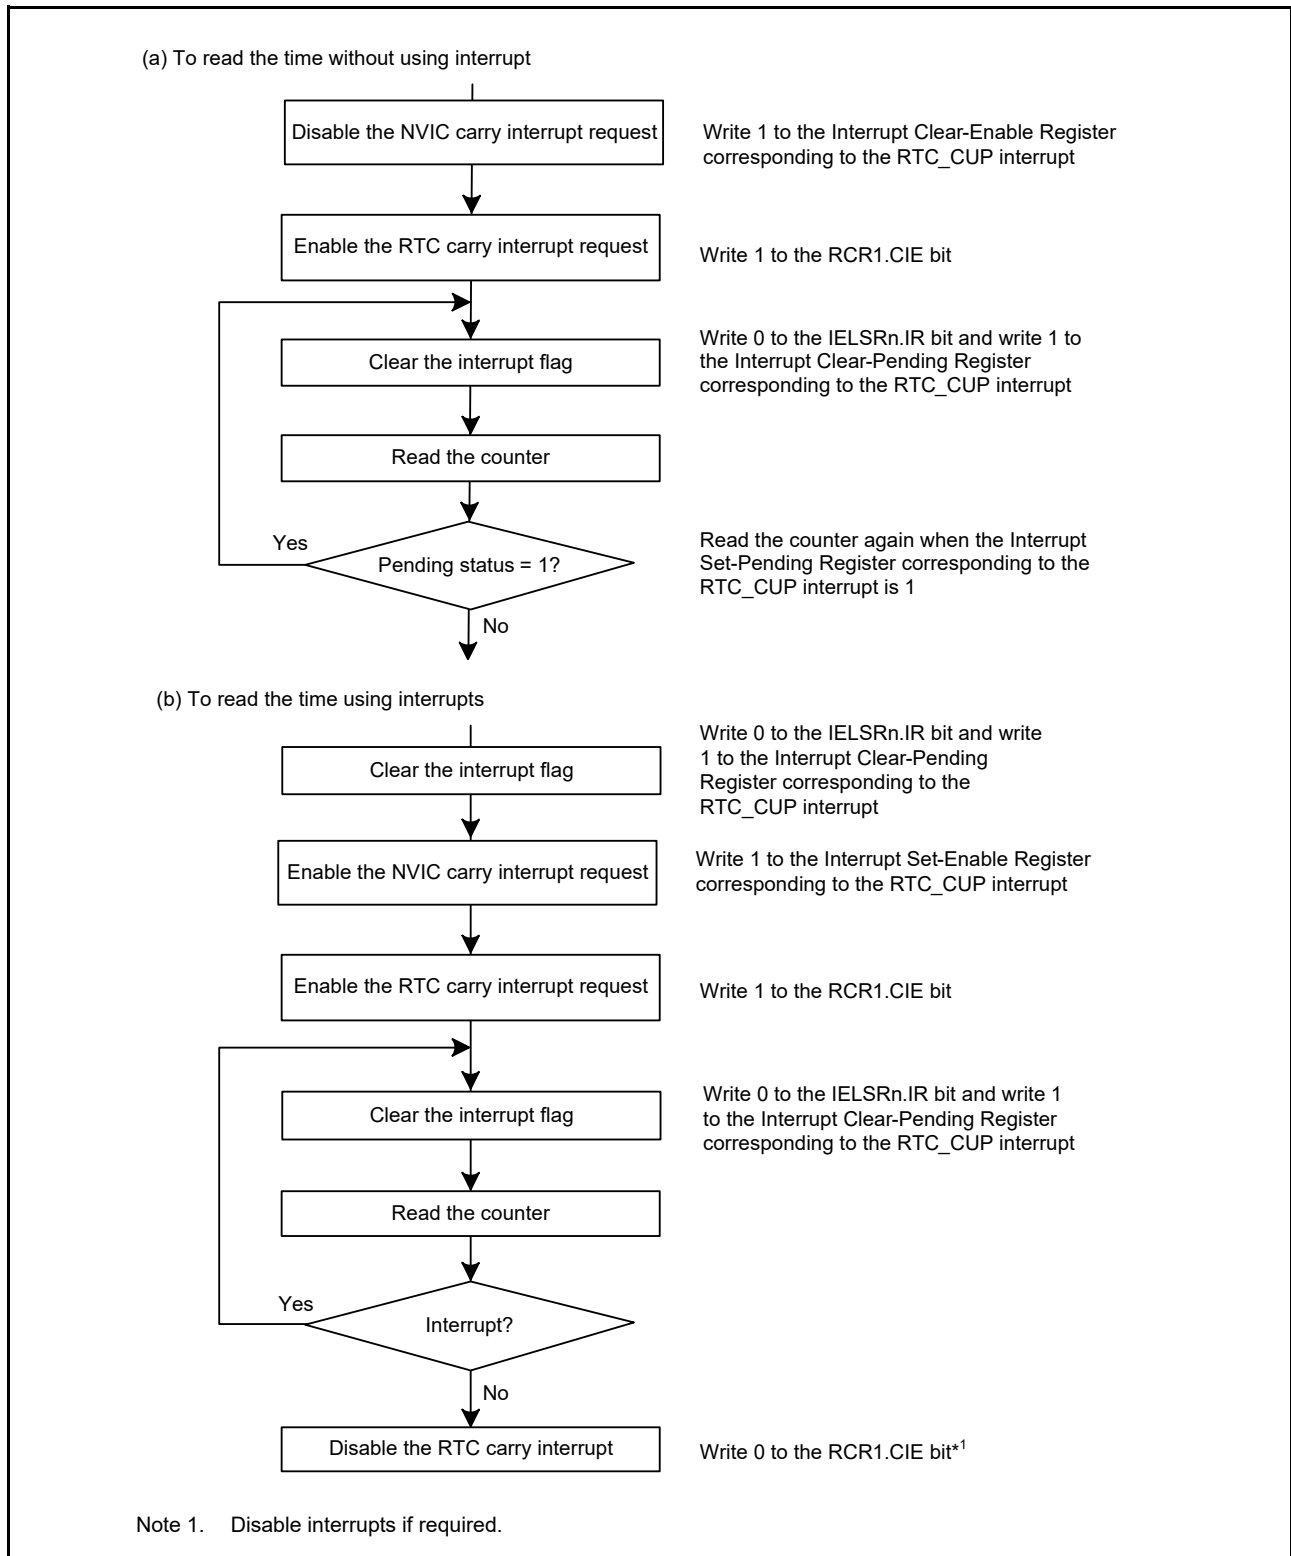 (a) To read the time without using interrupt
Disable the NVIC carry interrupt request
Write 1 to the Interrupt Clear-Enable Register
corresponding to the RTC_CUP interrupt
Enable the RTC carry interrupt request
Write 1 to the RCR1.CIE bit
Clear the interrupt flag
Write 0 to the IELSRn.IR bit and write 1 to
the Interrupt Clear-Pending Register
corresponding to the RTC_CUP interrupt
Read the counter
Yes
Pending status = 1?
Read the counter again when the Interrupt
Set-Pending Register corresponding to the
RTC_CUP interrupt is 1
No
(b) To read the time using interrupts
Clear the interrupt flag
Write 0 to the IELSRn.IR bit and write
1 to the Interrupt Clear-Pending
Register corresponding to the
RTC_CUP interrupt
Enable the NVIC carry interrupt request
Write 1 to the Interrupt Set-Enable Register
corresponding to the RTC_CUP interrupt
Enable the RTC carry interrupt request
Write 1 to the RCR1.CIE bit
Clear the interrupt flag
Write 0 to the IELSRn.IR bit and write 1
to the Interrupt Clear-Pending Register
corresponding to the RTC_CUP interrupt
Read the counter
Yes
Interrupt?
No
Disable the RTC carry interrupt
Write 0 to the RCR1.CIE bit*1
Note 1. Disable interrupts if required.